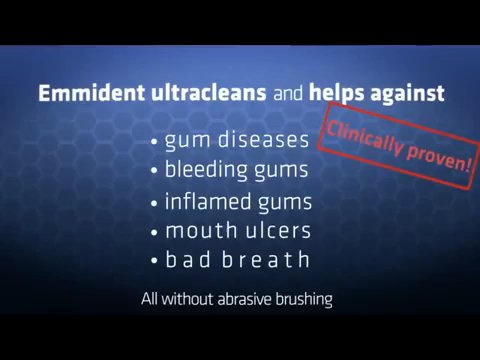 Emmident ultracleans and helps against
Clinically proven!
• gum diseases
• bleeding gums
• inflamed gums
• mouth ulcers
• bad breath
All without abrasive brushing